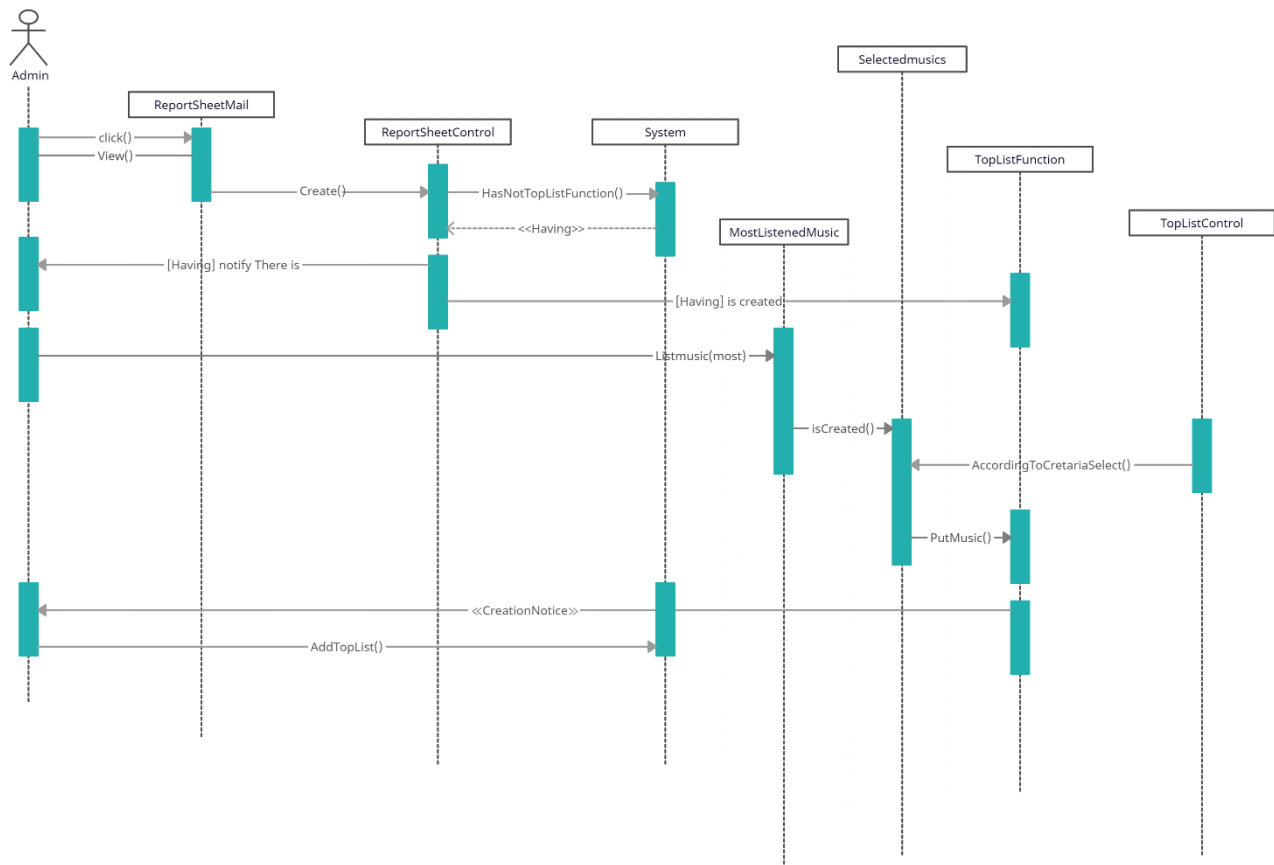 Admin
ReportSheetMail
ReportSheetControl
System
MostListenedMusic
Selectedmusics
TopListFunction
TopListControl
click()
View()
Create()
HasNotTopListFunction()
<<Having>>
[Having] notify There is
[Having] is created
Listmusic(most)
isCreated()
AccordingToCretariaSelect()
PutMusic()
≪CreationNotice≫
AddTopList()